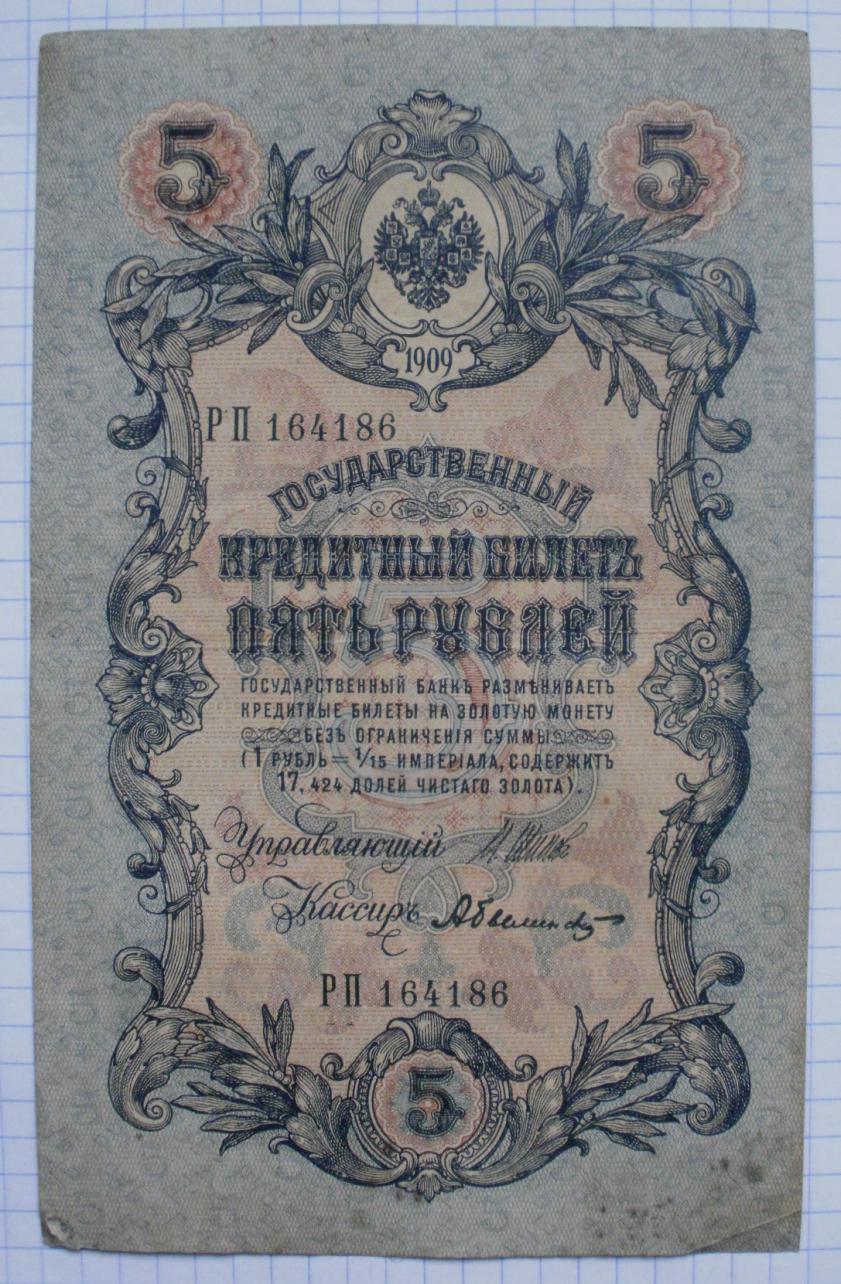 5 5
1909
РП 164186
ГОСУДАРСТВЕННЫЙ
КРЕДИТНЫЙ БИЛЕТЪ
ПЯТЬ РУБЛЕЙ
ГОСУДАРСТВЕННЫЙ БАНКЪ РАЗМѢНИВАЕТЪ
КРЕДИТНЫЕ БИЛЕТЫ НА ЗОЛОТУЮ МОНЕТУ
БЕЗЪ ОГРАНИЧЕНІЯ СУММЫ
(1 РУБЛЬ = 1/15 ИМПЕРІАЛА, СОДЕРЖИТЪ
17,424 ДОЛЕЙ ЧИСТАГО ЗОЛОТА).
Управляющій
Кассиръ
РП 164186
5